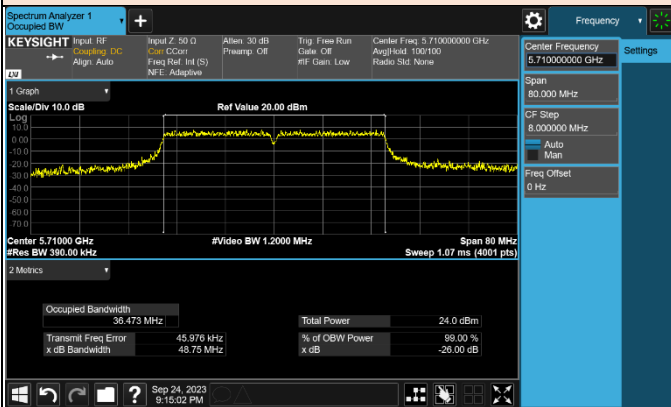 Spectrum Analyzer 1
Occupied BW
+
Frequency
KEYSIGHT
Input: RF
Coupling: DC
Align: Auto
Input Z: 50 Ω
Corr CCorr
Freq Ref: Int (S)
NFE: Adaptive
Atten: 30 dB
Preamp: Off
Trig: Free Run
Gate: Off
#IF Gain: Low
Center Freq: 5.710000000 GHz
Avg|Hold: 100/100
Radio Std: None
Center Frequency
5.710000000 GHz
Settings
Span
80.000 MHz
CF Step
8.000000 MHz
Auto
Man
Freq Offset
0 Hz
1 Graph
Scale/Div 10.0 dB
Ref Value 20.00 dBm
Log
10.0
0.00
-10.0
-20.0
-30.0
-40.0
-50.0
-60.0
-70.0
Center 5.71000 GHz
#Video BW 1.2000 MHz
Span 80 MHz
#Res BW 390.00 kHz
Sweep 1.07 ms (4001 pts)
2 Metrics
Occupied Bandwidth
36.473 MHz
Total Power
24.0 dBm
Transmit Freq Error
45.976 kHz
% of OBW Power
99.00 %
x dB Bandwidth
48.75 MHz
x dB
-26.00 dB
?
Sep 24, 2023
9:15:02 PM